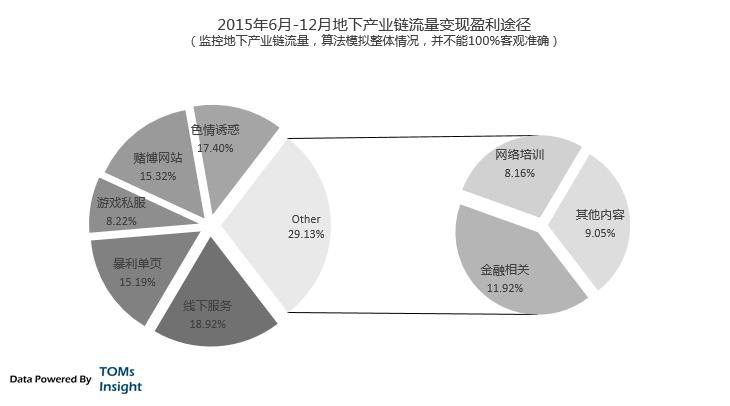 2015年6月-12月地下产业链流量变现盈利途径
（监控地下产业链流量，算法模拟整体情况，并不能100%客观准确）
色情诱惑
17.40%
赌博网站
15.32%
游戏私服
8.22%
暴利单页
15.19%
线下服务
18.92%
Other
29.13%
网络培训
8.16%
其他内容
9.05%
金融相关
11.92%
Data Powered By
TOMs
Insight